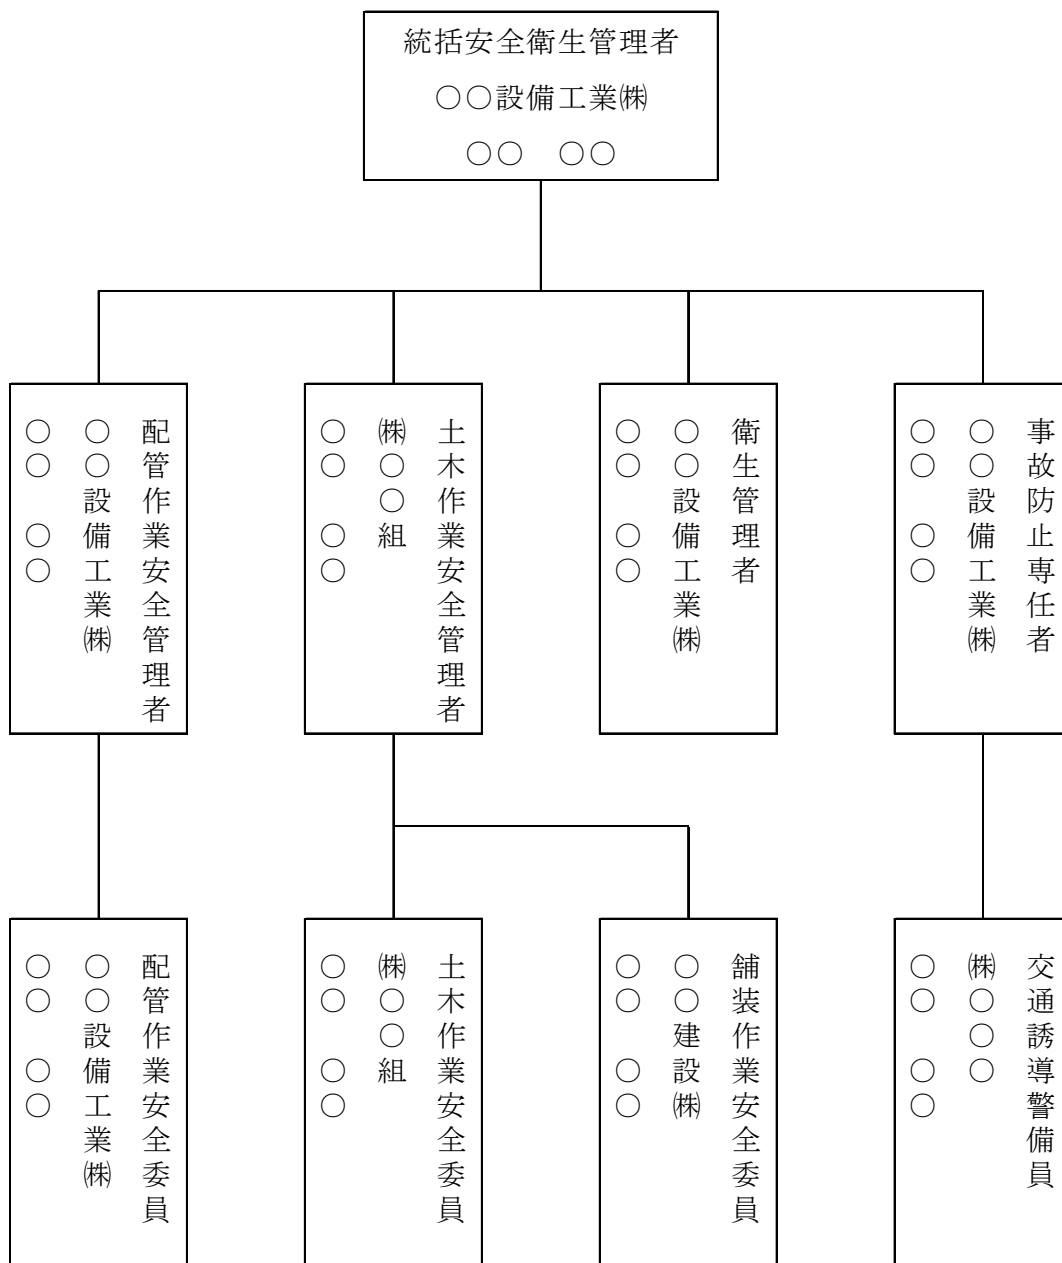 統括安全衛生管理者
○○設備工業㈱
○○　○○
配管作業安全管理者
○○設備工業㈱
○○　○○
土木作業安全管理者
㈱○○組
○○　○○
衛生管理者
○○設備工業㈱
○○　○○
事故防止専任者
○○設備工業㈱
○○　○○
配管作業安全委員
○○設備工業㈱
○○　○○
土木作業安全委員
㈱○○組
○○　○○
舗装作業安全委員
○○建設㈱
○○　○○
交通誘導警備員
㈱○○○
○○　○○